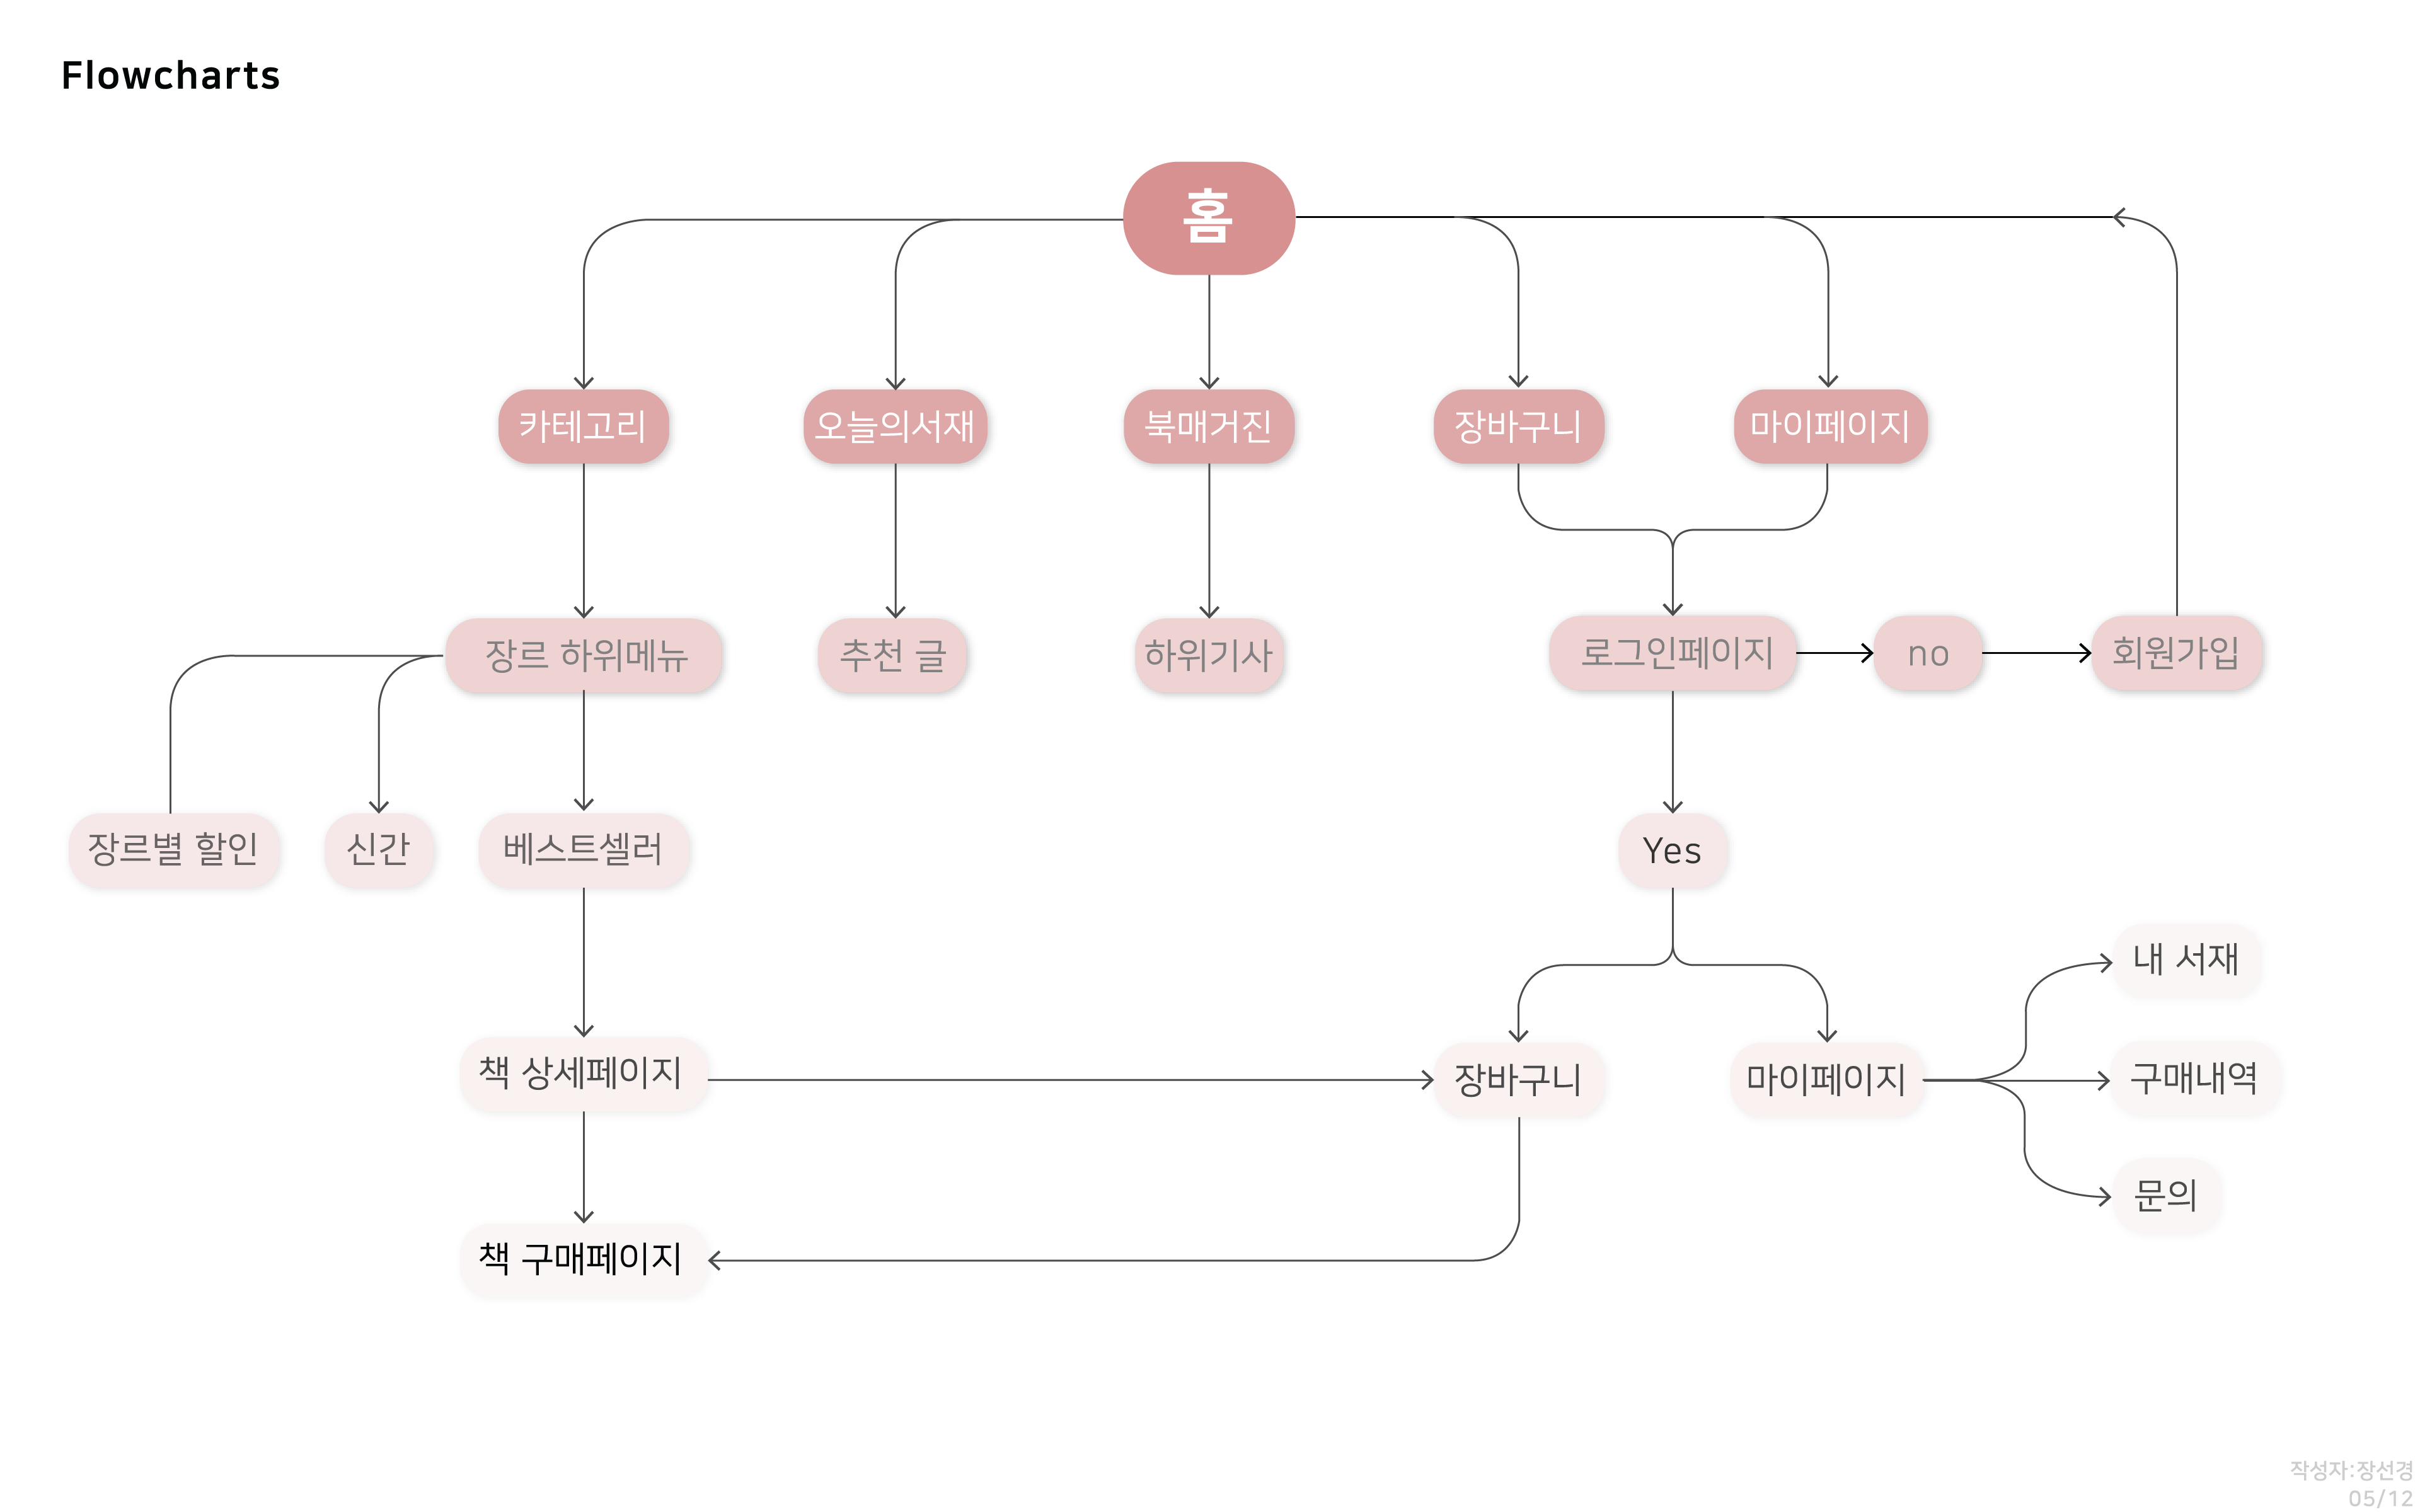 Flowcharts
홈
카테고리
오늘의서재
북매거진
장바구니
마이페이지
장르 하위메뉴
추천 글
하위기사
로그인페이지
no
회원가입
장르별 할인
신간
베스트셀러
Yes
내 서재
책 상세페이지
장바구니
마이페이지
구매내역
문의
책 구매페이지
작성자:장선경
05/12